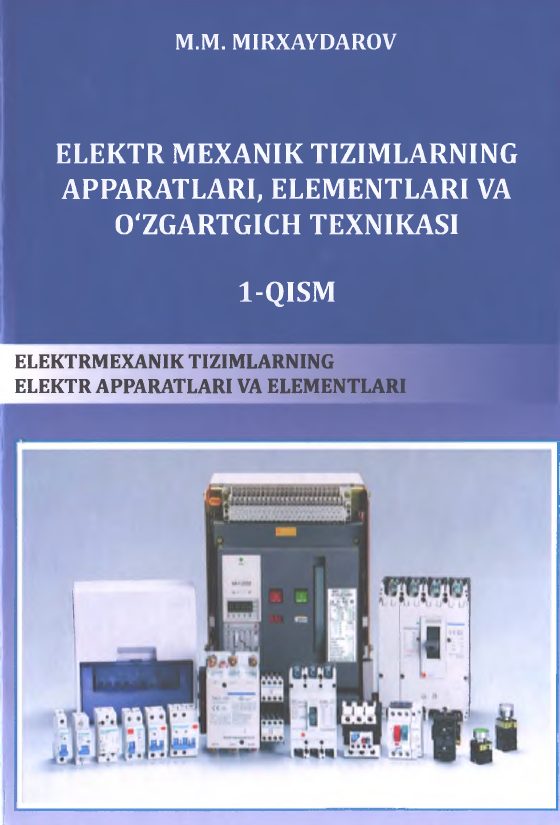 M.M. MIRXAYDAROV
ELEKTR MEXANIK TIZIMLARNING
APPARATLARI, ELEMENTLARI VA
O‘ZGARTGICH TEXNIKASI
1-QISM
ELEKTRMEXANIK TIZIMLARNING
ELEKTR APPARATLARI VA ELEMENTLARI